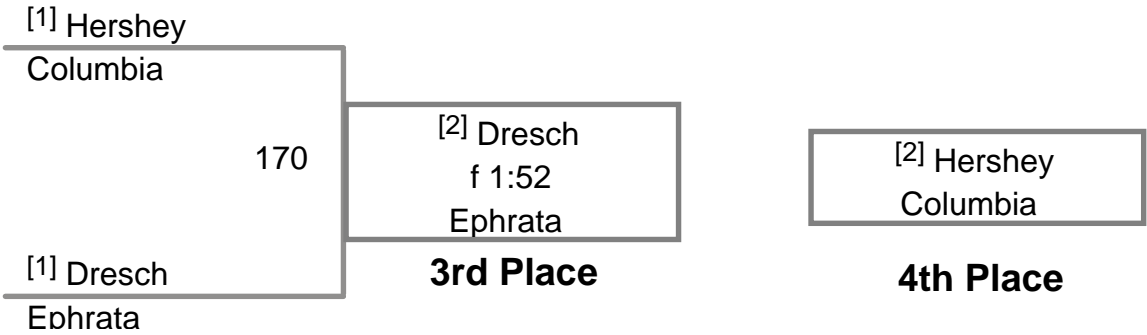 [1] Hershey
Columbia
170
[1] Dresch
Ephrata
[2] Dresch
f 1:52
Ephrata
3rd Place
[2] Hershey
Columbia
4th Place